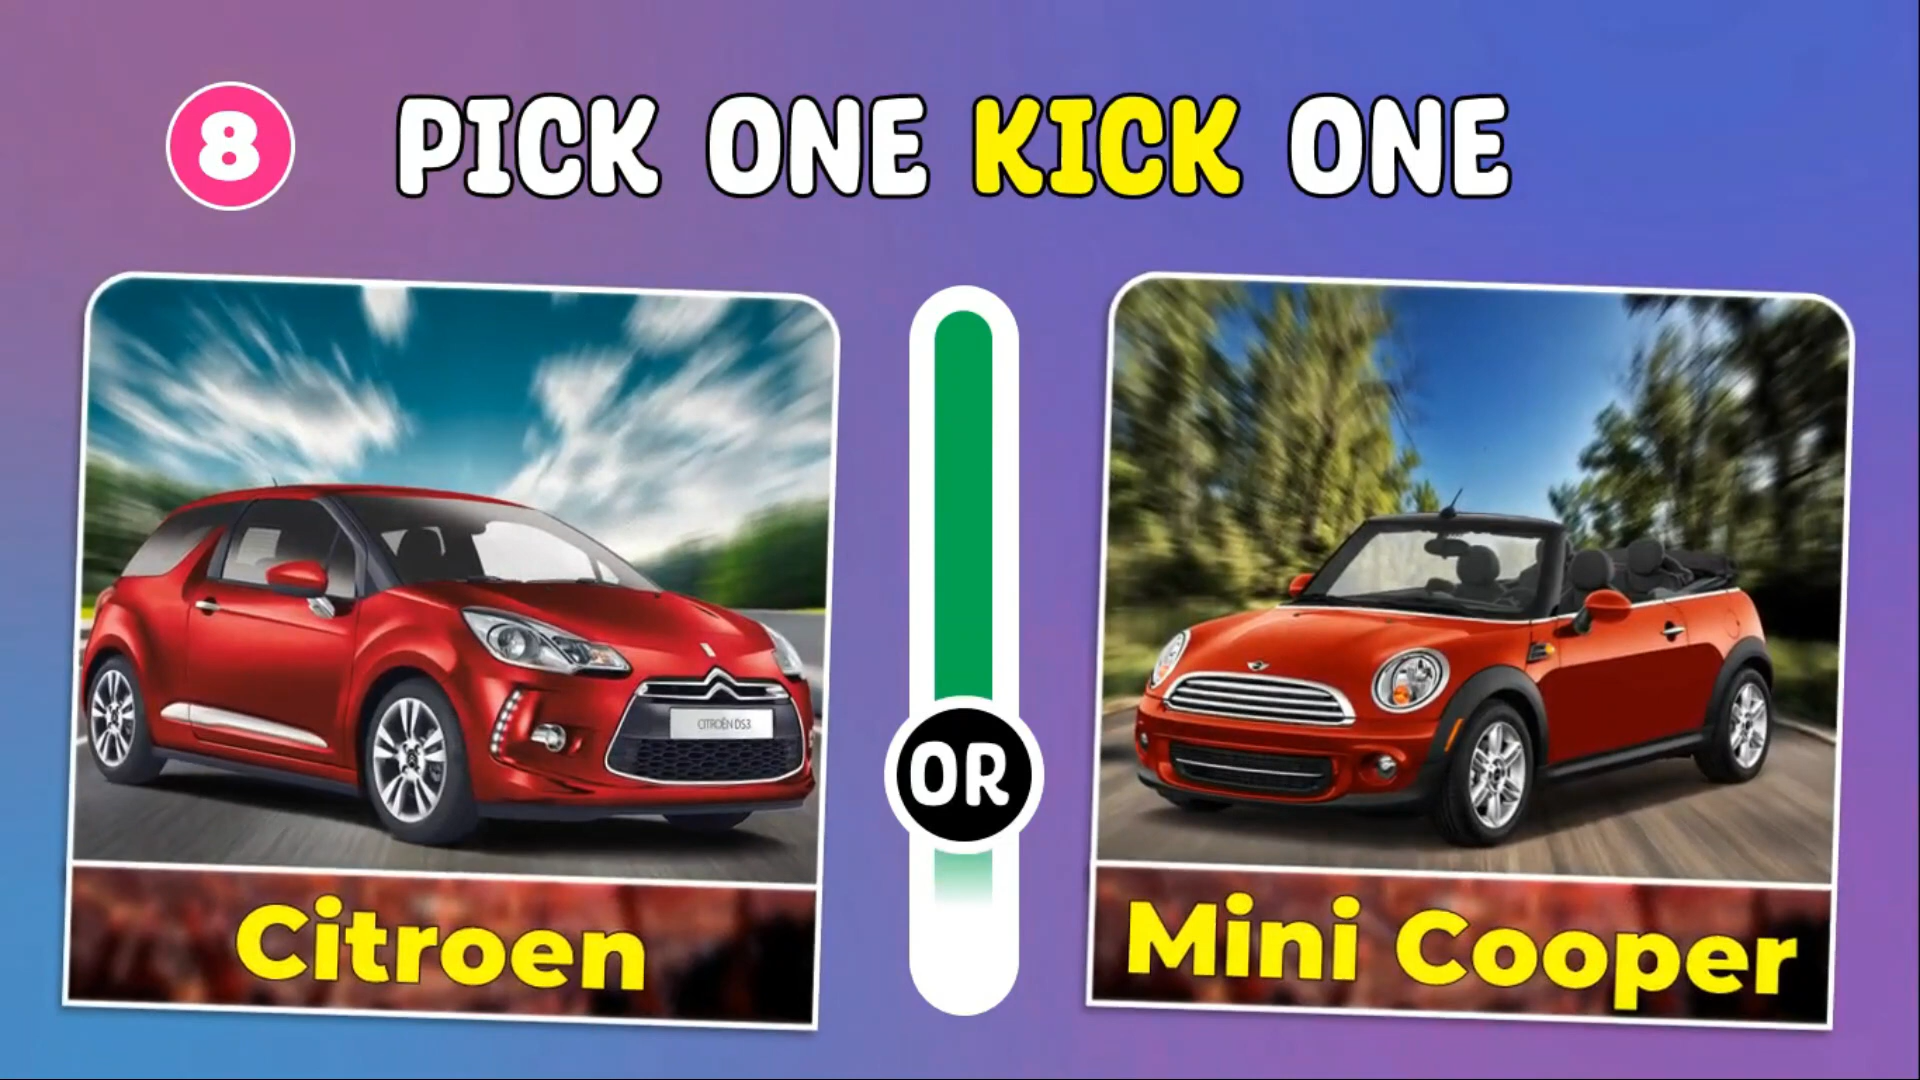 8
PICK ONE KICK ONE
CITROËN DS3
OR
Citroen
Mini Cooper